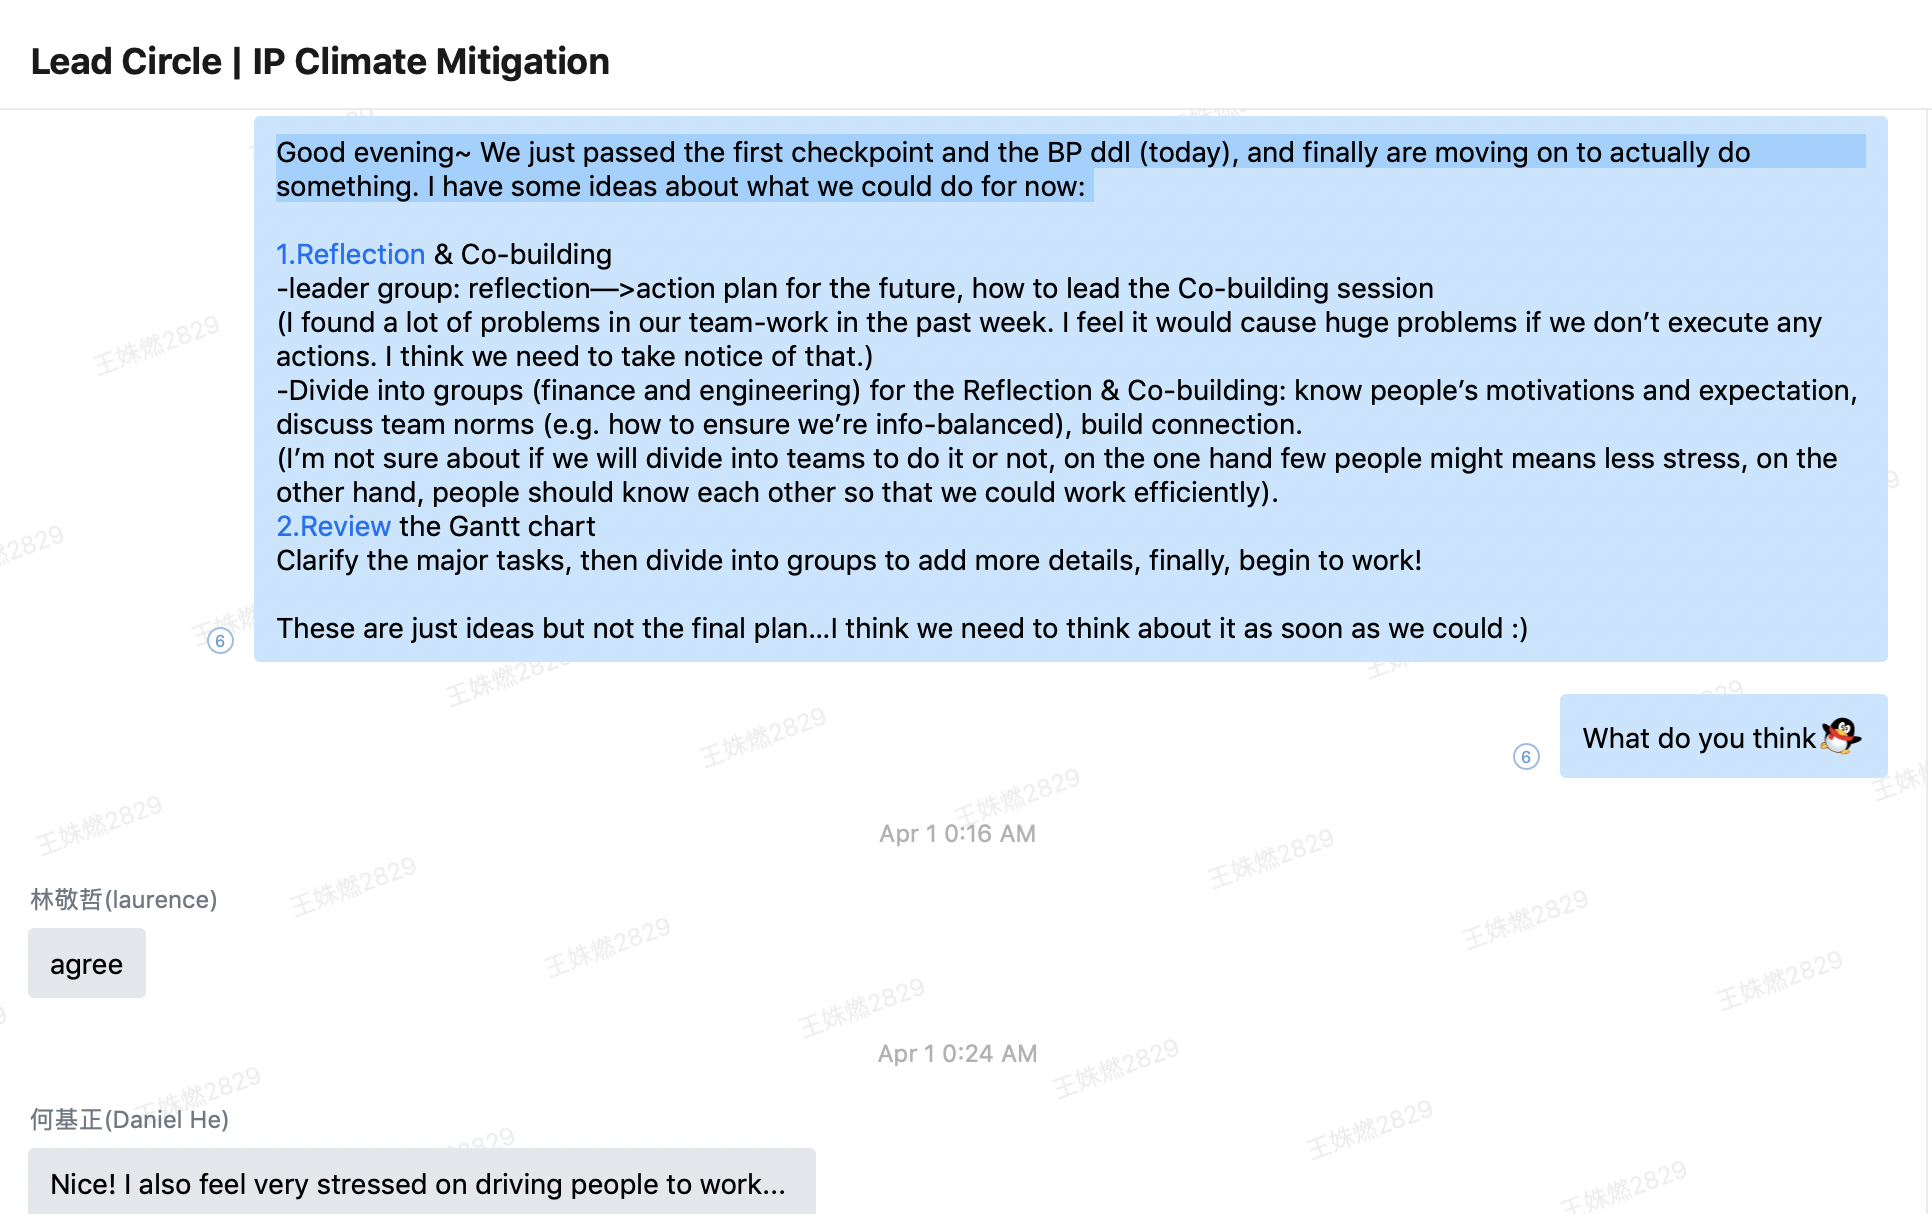 Lead Circle | IP Climate Mitigation
Good evening~ We just passed the first checkpoint and the BP ddl (today), and finally are moving on to actually do
something. I have some ideas about what we could do for now:
1.Reflection & Co-building
-leader group: reflection—>action plan for the future, how to lead the Co-building session
(I found a lot of problems in our team-work in the past week. I feel it would cause huge problems if we don’t execute any
actions. I think we need to take notice of that.)
-Divide into groups (finance and engineering) for the Reflection & Co-building: know people’s motivations and expectation,
discuss team norms (e.g. how to ensure we’re info-balanced), build connection.
(I’m not sure about if we will divide into teams to do it or not, on the one hand few people might means less stress, on the
other hand, people should know each other so that we could work efficiently).
2.Review the Gantt chart
Clarify the major tasks, then divide into groups to add more details, finally, begin to work!
These are just ideas but not the final plan...I think we need to think about it as soon as we could :)
6
What do you think
6
Apr 1 0:16 AM
林敬哲(laurence)
agree
Apr 1 0:24 AM
何基正(Daniel He)
Nice! I also feel very stressed on driving people to work...
王姝燃2829